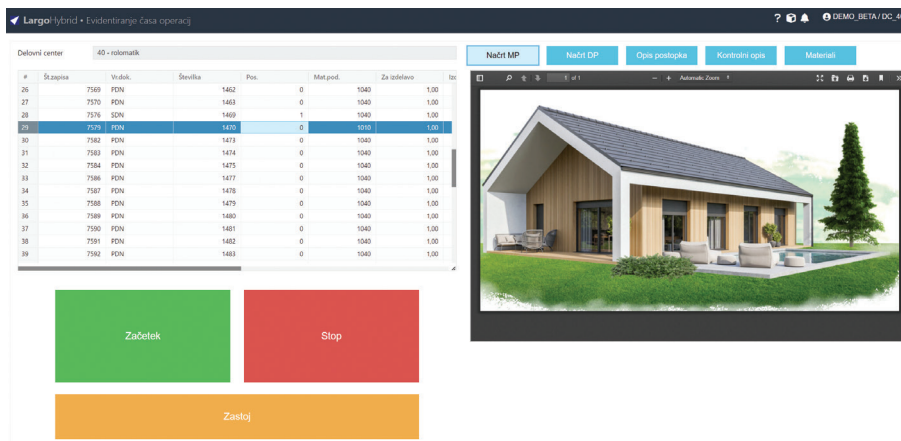 LargoHybrid • Evidentiranje časa operacij
? DEMO_BETA / DC_40
Delovni center 40 - rolomatik
Načrt MP Načrt DP Opis postopka Kontrolni opis Materiali
# Št.zapisa Vr.dok. Številka Pos. Mat.pod. Za izdelavo Izd
1 of 1 − + Automatic Zoom
26 7569 PDN 1462 0 1040 1,00
27 7570 PDN 1463 0 1040 1,00
28 7576 SDN 1469 1 1040 1,00
29 7579 PDN 1470 0 1010 1,00
30 7582 PDN 1473 0 1040 1,00
31 7583 PDN 1474 0 1040 1,00
32 7584 PDN 1475 0 1040 1,00
33 7586 PDN 1477 0 1040 1,00
34 7587 PDN 1478 0 1040 1,00
35 7588 PDN 1479 0 1040 1,00
36 7589 PDN 1480 0 1040 1,00
37 7590 PDN 1481 0 1040 1,00
38 7591 PDN 1482 0 1040 1,00
39 7592 PDN 1483 0 1040 1,00
Začetek
Stop
Zastoj